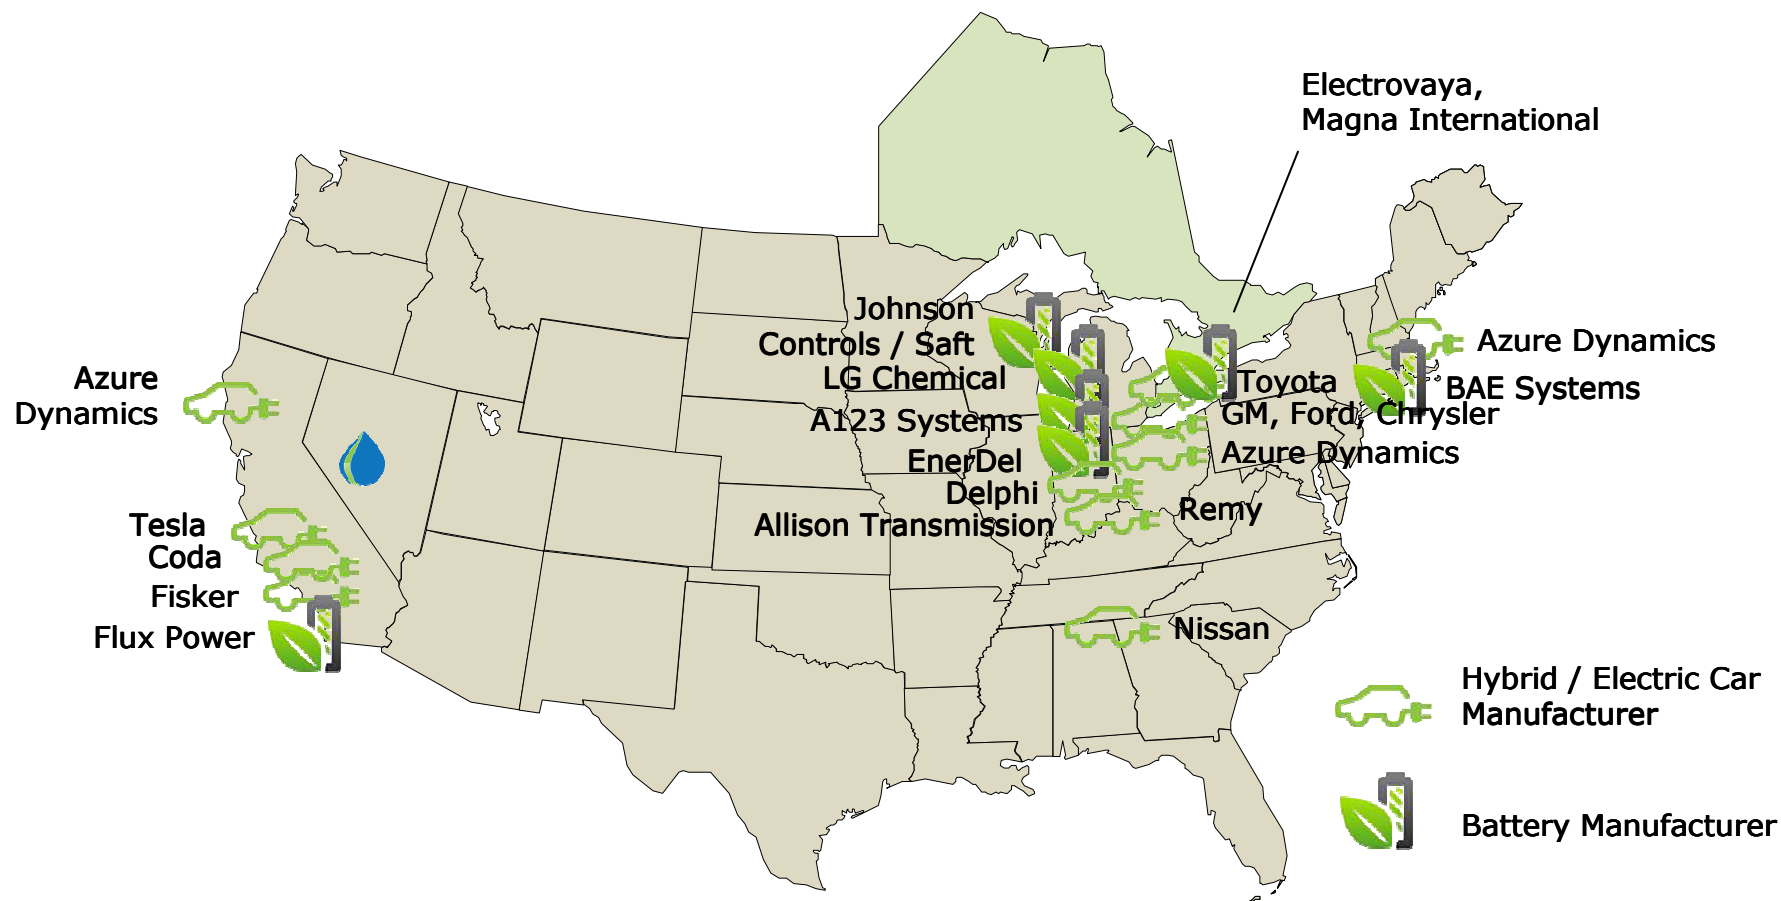 Electrovaya,
Magna International
Johnson
Controls / Saft
LG Chemical
A123 Systems
EnerDel
Delphi
Allison Transmission
Azure Dynamics
BAE Systems
Toyota
GM, Ford, Chrysler
Azure Dynamics
Remy
Nissan
Azure
Dynamics
Tesla
Coda
Fisker
Flux Power
Hybrid / Electric Car
Manufacturer
Battery Manufacturer